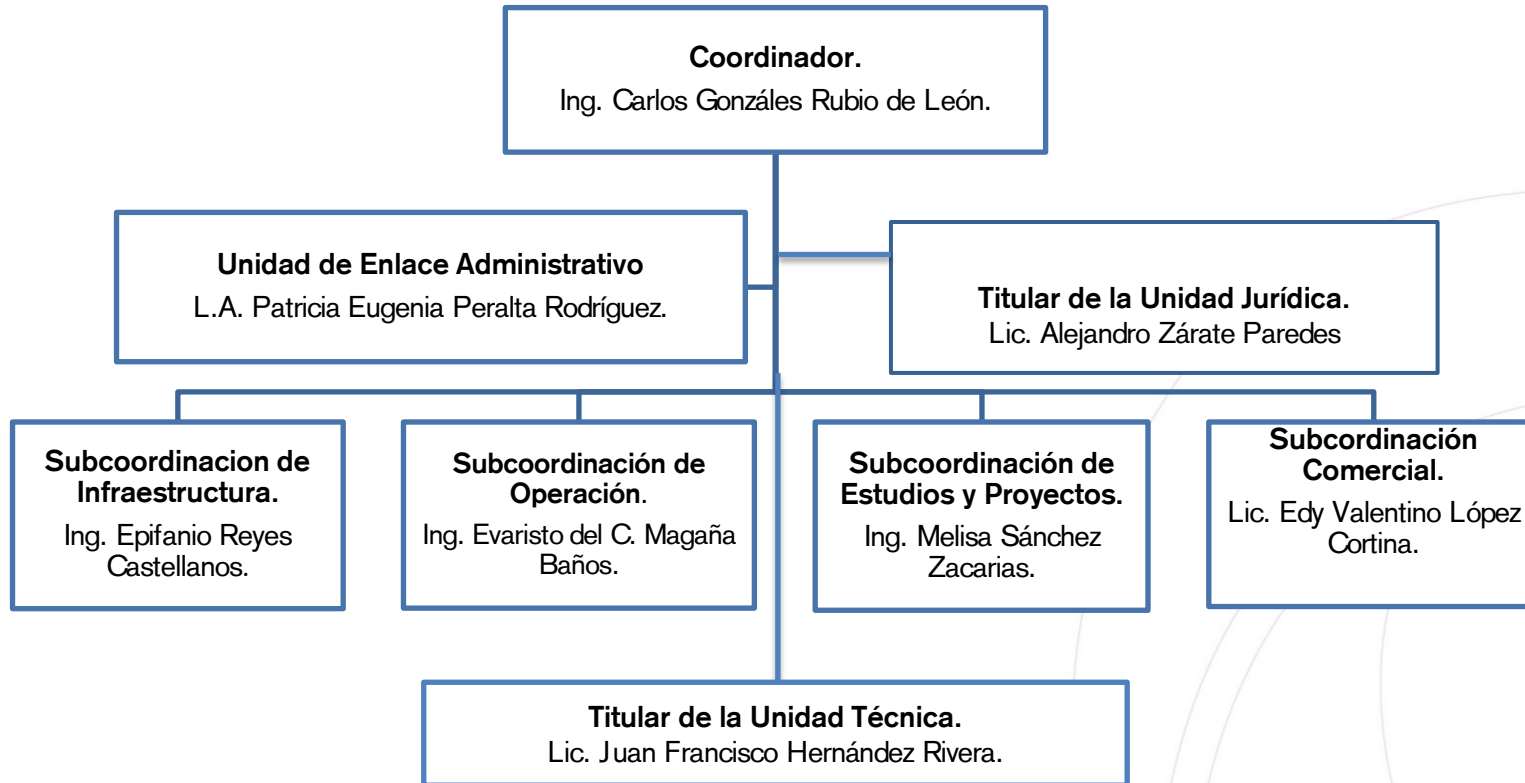 Coordinador.
Ing. Carlos Gonzáles Rubio de León.
Unidad de Enlace Administrativo
L.A. Patricia Eugenia Peralta Rodríguez.
Titular de la Unidad Jurídica.
Lic. Alejandro Zárate Paredes
Subcoordinacion de
Infraestructura.
Ing. Epifanio Reyes
Castellanos.
Subcoordinación de
Operación.
Ing. Evaristo del C. Magaña
Baños.
Subcoordinación de
Estudios y Proyectos.
Ing. Melisa Sánchez
Zacarias.
Subcordinación
Comercial.
Lic. Edy Valentino López
Cortina.
Titular de la Unidad Técnica.
Lic. Juan Francisco Hernández Rivera.